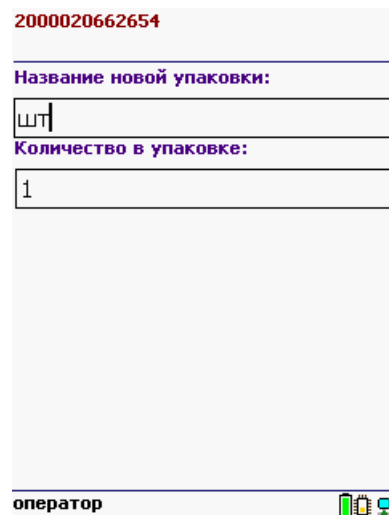 2000020662654
Название новой упаковки:
шт
Количество в упаковке:
1
оператор